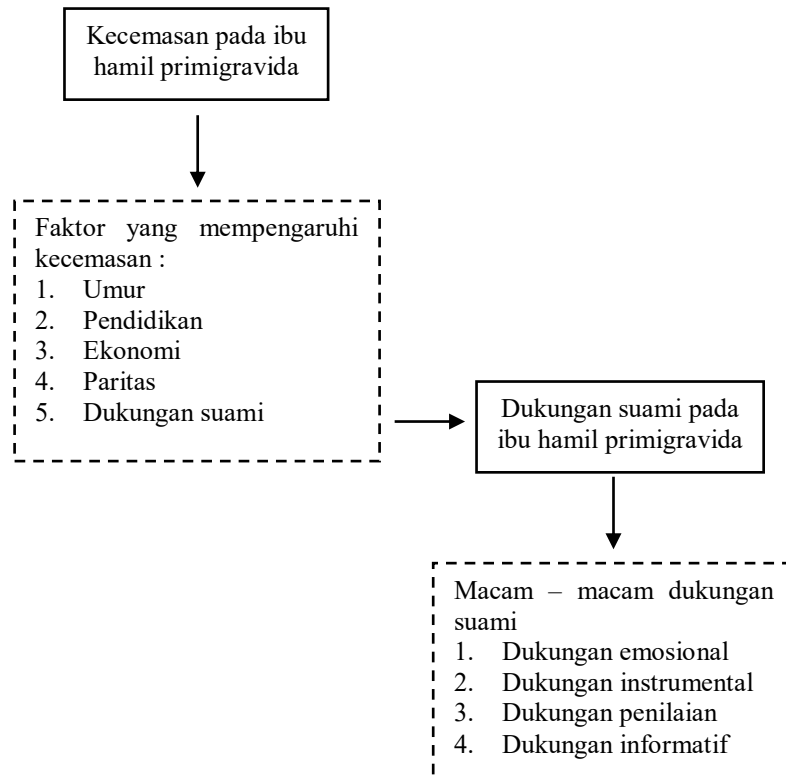 Kecemasan pada ibu
hamil primigravida
Faktor yang mempengaruhi
kecemasan :
1. Umur
2. Pendidikan
3. Ekonomi
4. Paritas
5. Dukungan suami
Dukungan suami pada
ibu hamil primigravida
Macam – macam dukungan
suami
1. Dukungan emosional
2. Dukungan instrumental
3. Dukungan penilaian
4. Dukungan informatif